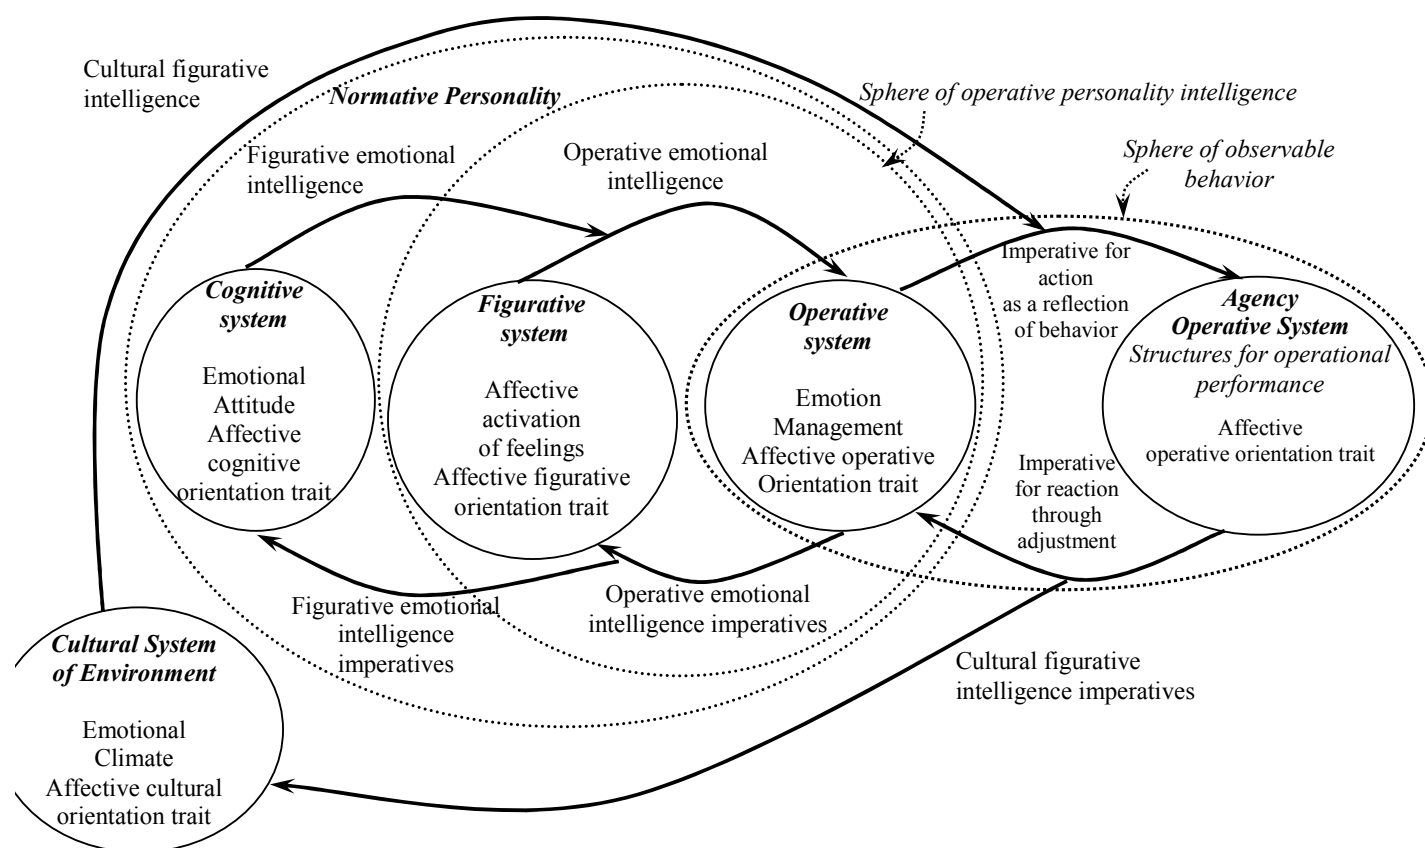 Cultural figurative
intelligence
Normative Personality
Sphere of operative personality intelligence
Sphere of observable
behavior
Figurative emotional
intelligence
Operative emotional
intelligence
Imperative for
action
as a reflection
of behavior
Cognitive
system
Emotional
Attitude
Affective
cognitive
orientation trait
Figurative
system
Affective
activation
of feelings
Affective figurative
orientation trait
Operative
system
Emotion
Management
Affective operative
Orientation trait
Agency
Operative System
Structures for operational
performance
Affective
operative orientation trait
Imperative
for reaction
through
adjustment
Figurative emotional
intelligence
imperatives
Operative emotional
intelligence imperatives
Cultural figurative
intelligence imperatives
Cultural System
of Environment
Emotional
Climate
Affective cultural
orientation trait